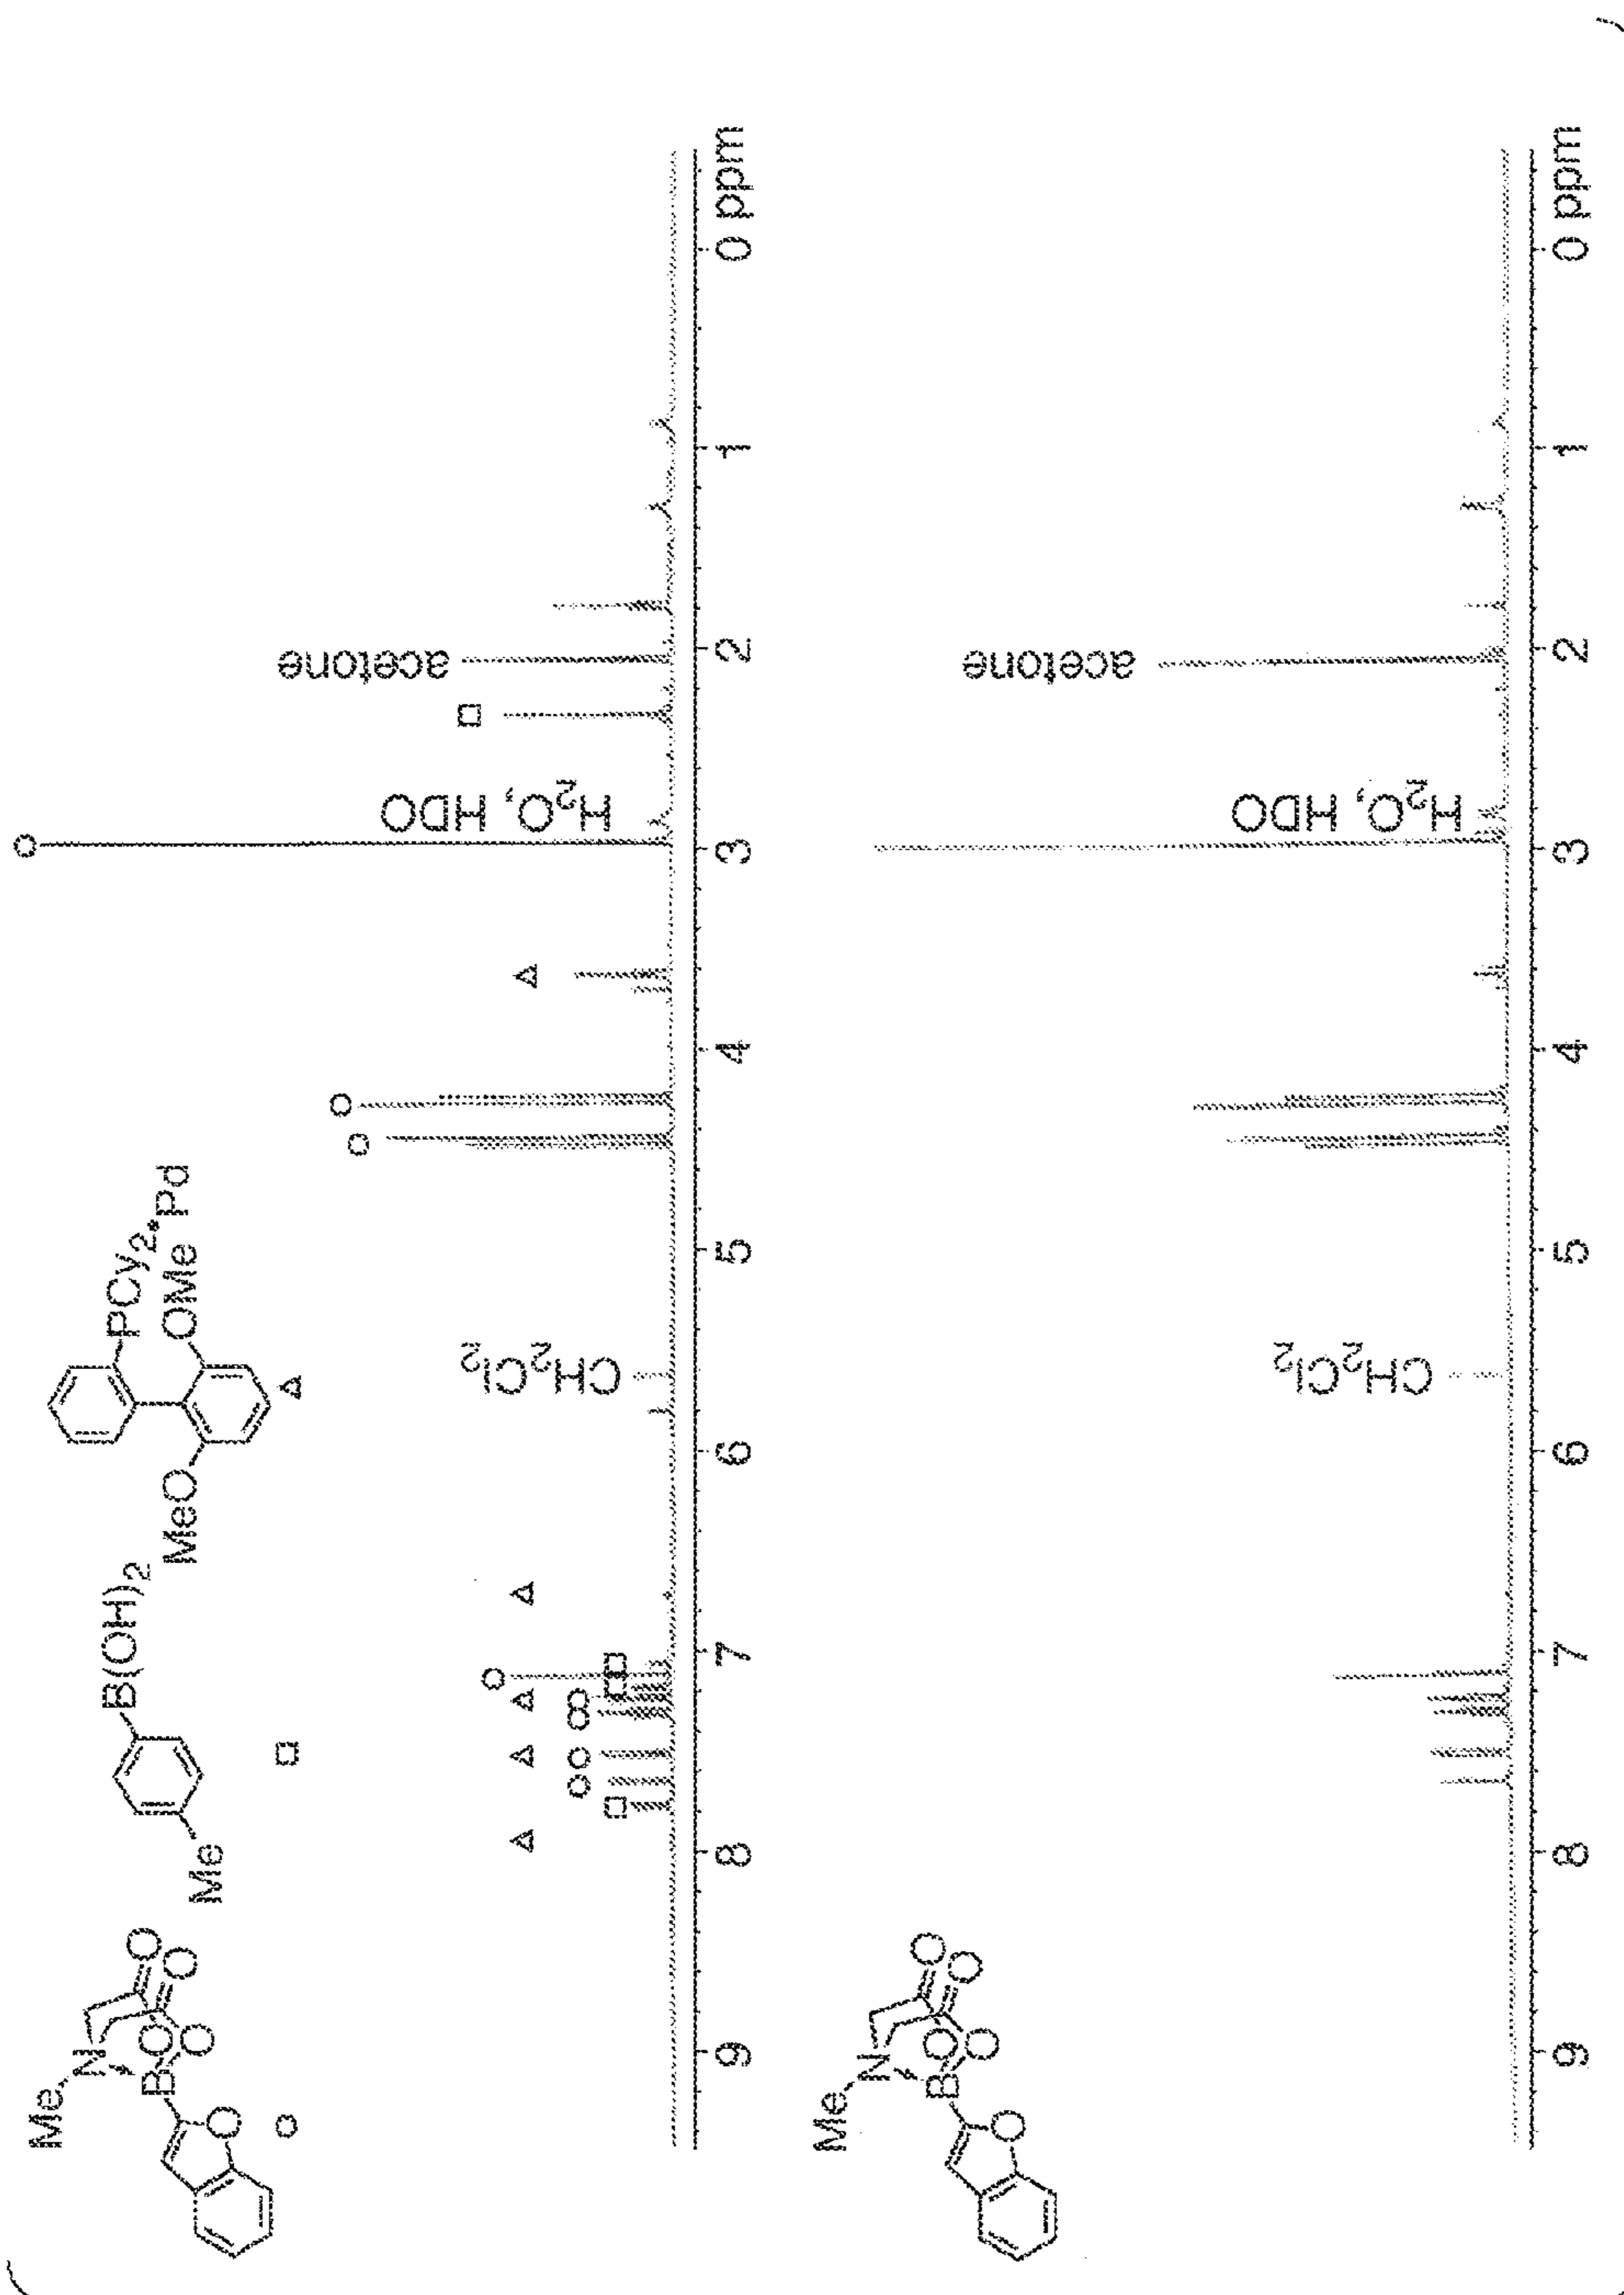 Me
N
O
O
B
O
O
O
B(OH)₂
Me
PCy₂•Pd
MeO
OMe
CH₂Cl₂
H₂O, HDO
acetone
9 8 7 6 5 4 3 2 1 0 ppm
Me
N
O
O
B
O
O
O
CH₂Cl₂
H₂O, HDO
acetone
9 8 7 6 5 4 3 2 1 0 ppm